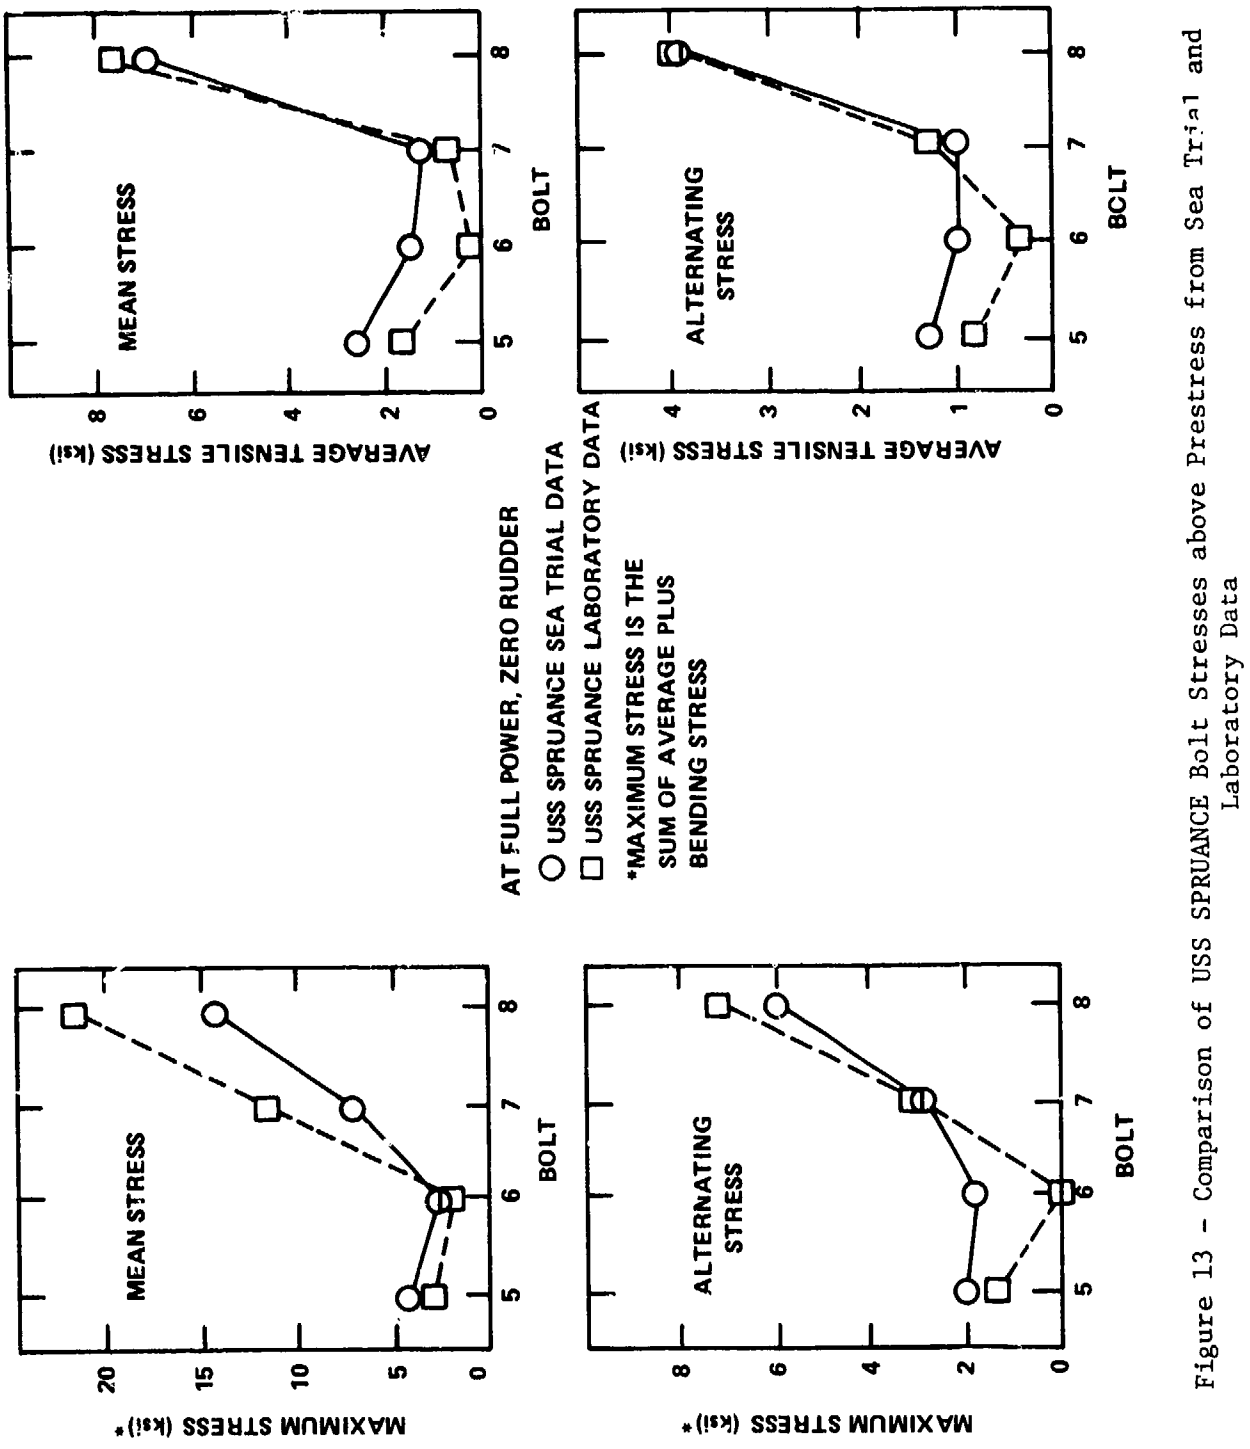 MAXIMUM STRESS (ksi)*
20
15
10
5
0
MEAN STRESS
5
6
7
8
BOLT
AVERAGE TENSILE STRESS (ksi)
8
6
4
2
0
MEAN STRESS
5
6
7
8
BOLT
AT FULL POWER, ZERO RUDDER
USS SPRUANCE SEA TRIAL DATA
USS SPRUANCE LABORATORY DATA
*MAXIMUM STRESS IS THE
SUM OF AVERAGE PLUS
BENDING STRESS
MAXIMUM STRESS (ksi)*
8
6
4
2
0
ALTERNATING
STRESS
5
6
7
8
BOLT
AVERAGE TENSILE STRESS (ksi)
4
3
2
1
0
ALTERNATING
STRESS
5
6
7
8
BOLT
Figure 13 - Comparison of USS SPRUANCE Bolt Stresses above Prestress from Sea Trial and
Laboratory Data